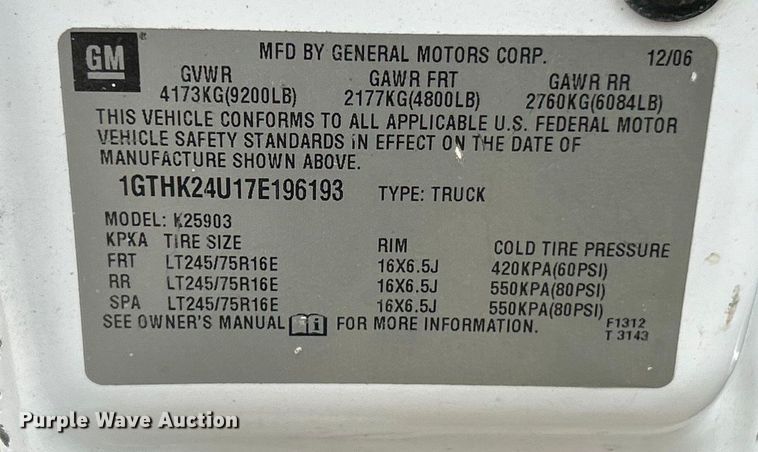 GM
MFD BY GENERAL MOTORS CORP. 12/06
GVWR GAWR FRT GAWR RR
4173KG(9200LB) 2177KG(4800LB) 2760KG(6084LB)
THIS VEHICLE CONFORMS TO ALL APPLICABLE U.S. FEDERAL MOTOR
VEHICLE SAFETY STANDARDS IN EFFECT ON THE DATE OF
MANUFACTURE SHOWN ABOVE.
1GTHK24U17E196193 TYPE: TRUCK
MODEL: K25903
KPKA TIRE SIZE RIM COLD TIRE PRESSURE
FRT LT245/75R16E 16X6.5J 420KPA(60PSI)
RR LT245/75R16E 16X6.5J 550KPA(80PSI)
SPA LT245/75R16E 16X6.5J 550KPA(80PSI)
SEE OWNER'S MANUAL FOR MORE INFORMATION. F1312
T 3143
Purple Wave Auction